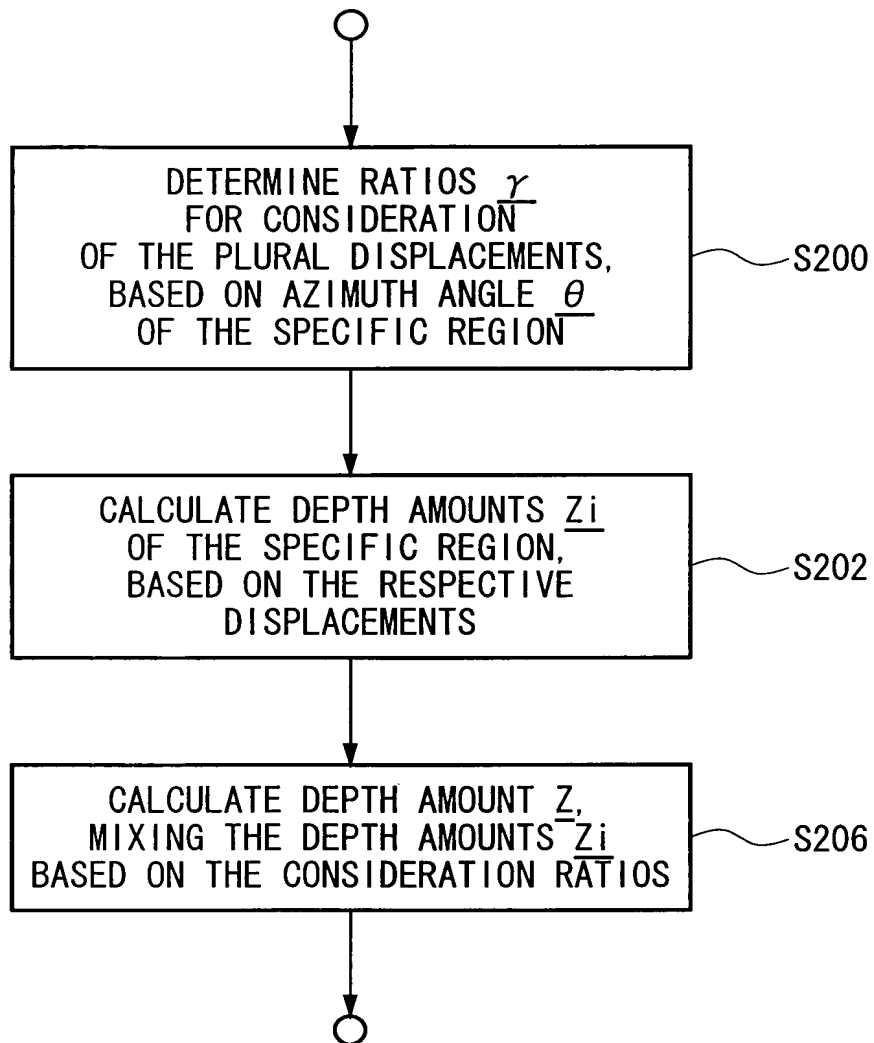 DETERMINE RATIOS γ
FOR CONSIDERATION
OF THE PLURAL DISPLACEMENTS,
BASED ON AZIMUTH ANGLE θ
OF THE SPECIFIC REGION
S200
CALCULATE DEPTH AMOUNTS Zi
OF THE SPECIFIC REGION,
BASED ON THE RESPECTIVE
DISPLACEMENTS
S202
CALCULATE DEPTH AMOUNT Z,
MIXING THE DEPTH AMOUNTS Zi
BASED ON THE CONSIDERATION RATIOS
S206